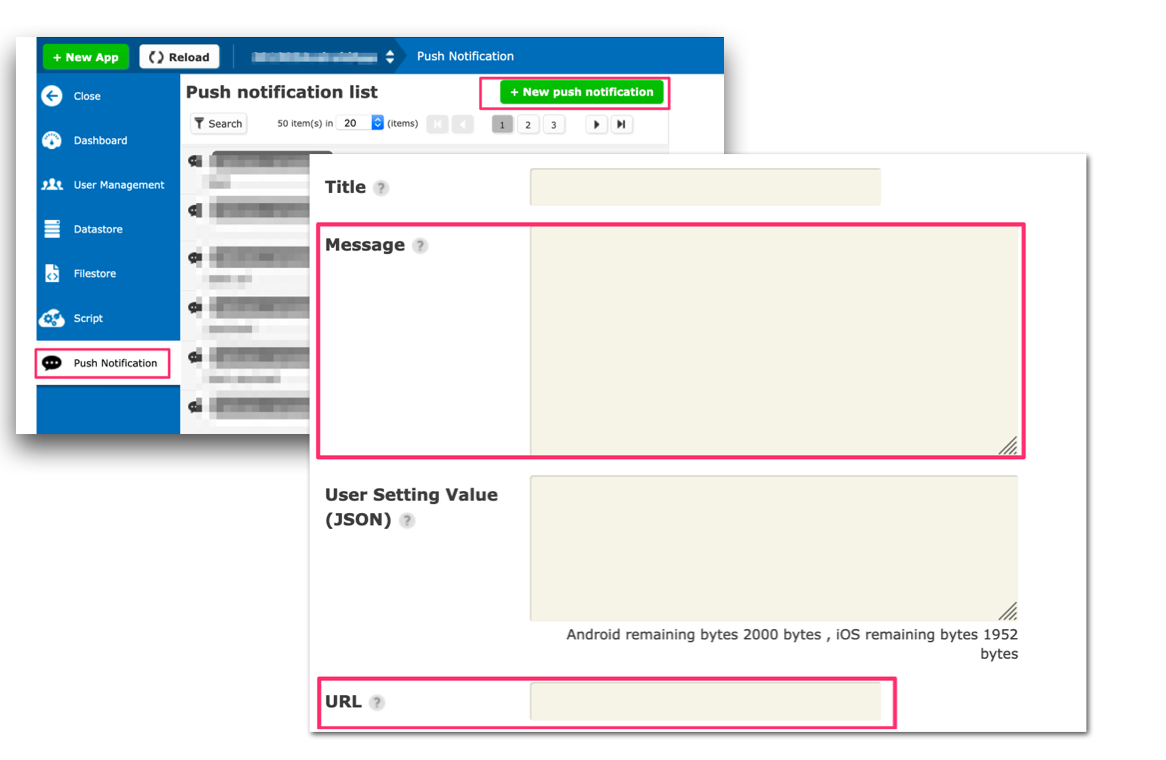 + New App
Reload
Push Notification
Close
Dashboard
User Management
Datastore
Filestore
Script
Push Notification
Push notification list
+ New push notification
Search
50 item(s) in 20 (items)
1 2 3
Title ?
Message ?
User Setting Value
(JSON) ?
Android remaining bytes 2000 bytes , iOS remaining bytes 1952
bytes
URL ?